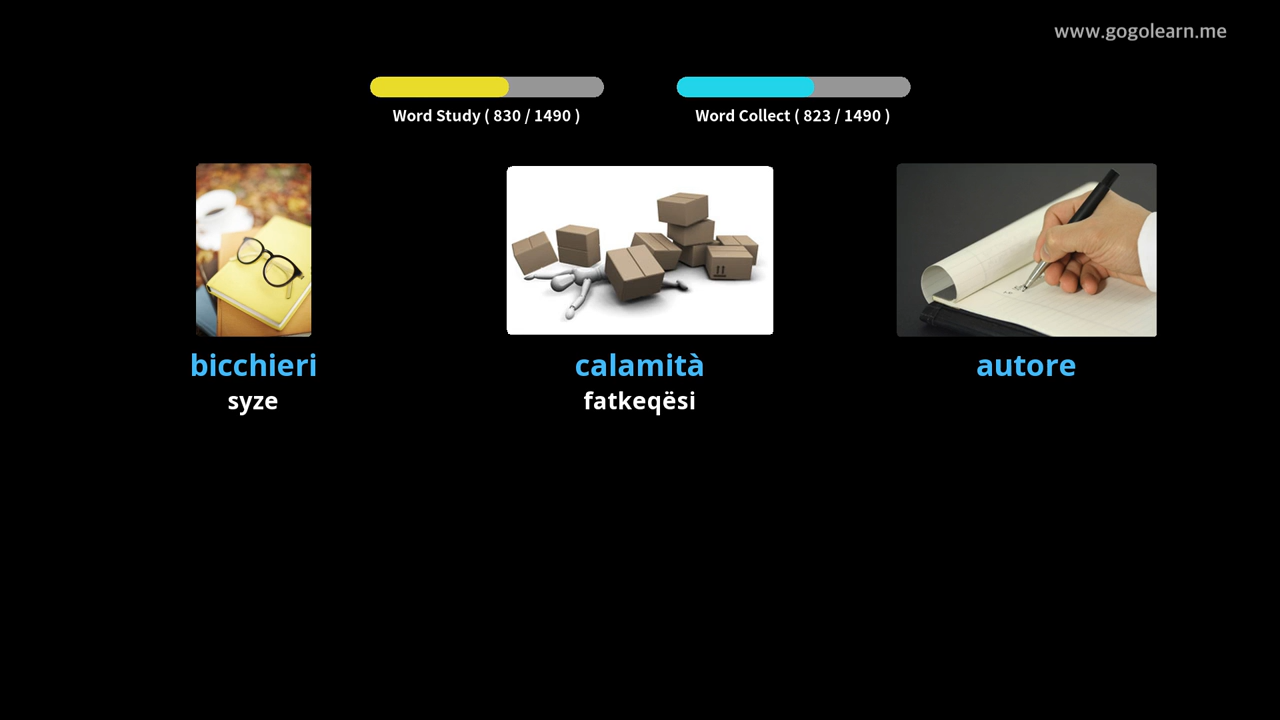 www.gogolearn.me
Word Study ( 830 / 1490 )
Word Collect ( 823 / 1490 )
bicchieri
syze
calamità
fatkeqësi
autore